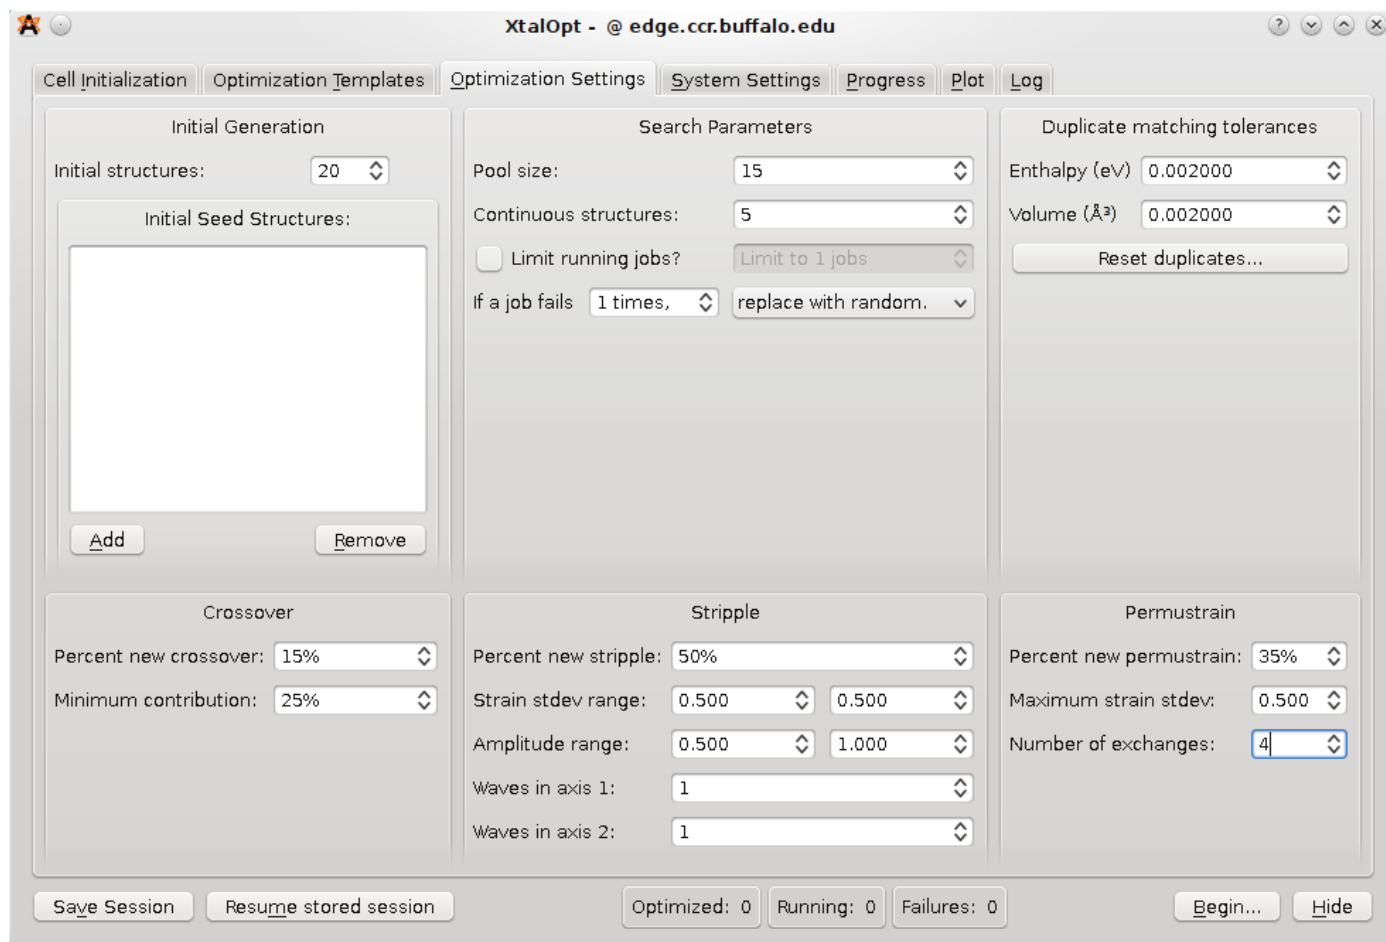 XtalOpt - @ edge.ccr.buffalo.edu
Cell Initialization Optimization Templates Optimization Settings System Settings Progress Plot Log
Initial Generation
Initial structures: 20
Initial Seed Structures:
Add Remove
Search Parameters
Pool size: 15
Continuous structures: 5
Limit running jobs? Limit to 1 jobs
If a job fails 1 times, replace with random.
Duplicate matching tolerances
Enthalpy (eV) 0.002000
Volume (Å³) 0.002000
Reset duplicates...
Crossover
Percent new crossover: 15%
Minimum contribution: 25%
Stripple
Percent new stripple: 50%
Strain stdev range: 0.500 0.500
Amplitude range: 0.500 1.000
Waves in axis 1: 1
Waves in axis 2: 1
Permustrain
Percent new permustrain: 35%
Maximum strain stdev: 0.500
Number of exchanges: 4
Save Session Resume stored session Optimized: 0 Running: 0 Failures: 0 Begin... Hide